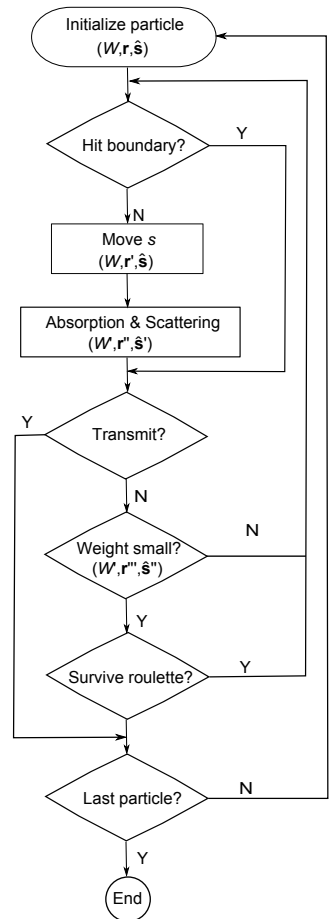 Initialize particle
(W,r,ŝ)
Hit boundary?
Y
N
Move s
(W,r',ŝ)
Absorption & Scattering
(W',r'',ŝ')
Y
Transmit?
N
Weight small?
(W',r''',ŝ'')
N
Y
Survive roulette?
Y
Last particle?
N
Y
End